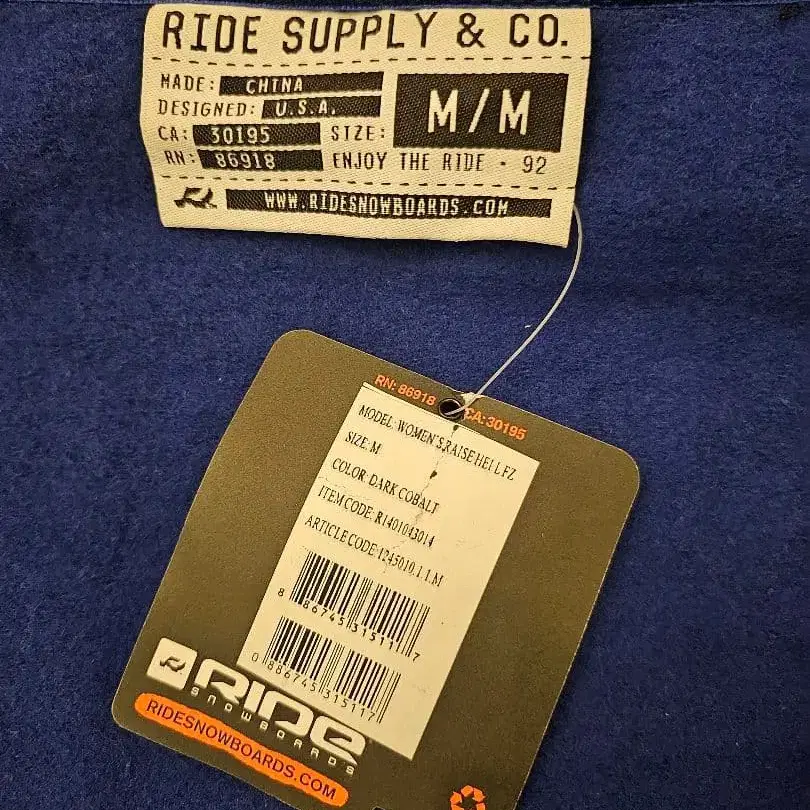 RIDE SUPPLY & CO.
MADE: CHINA
DESIGNED: U.S.A.
CA: 30195 SIZE: M/M
RN: 86918 ENJOY THE RIDE - 92
WWW.RIDESNOWBOARDS.COM
RN: 86918 CA:30195
MODEL: WOMEN'S RAISE HELL FZ
SIZE: M
COLOR: DARK COBALT
ITEM CODE: R1401043014
ARTICLE CODE: 1245010.1.1.M
8 86745 31511 7
0 886745 315117
RIDE
SNOWBOARDS
RIDESNOWBOARDS.COM